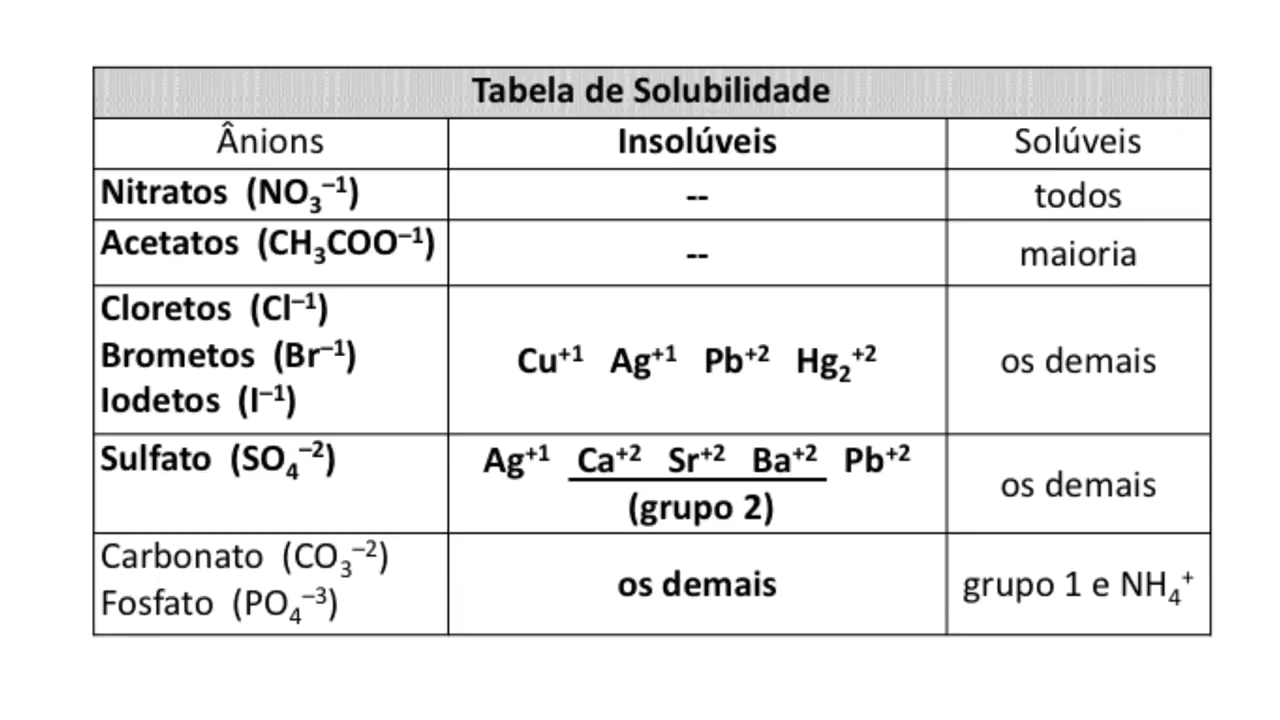 Tabela de Solubilidade
Ânions Insolúveis Solúveis
Nitratos (NO₃⁻¹) -- todos
Acetatos (CH₃COO⁻¹) -- maioria
Cloretos (Cl⁻¹)
Brometos (Br⁻¹)
Iodetos (I⁻¹)
Cu⁺¹ Ag⁺¹ Pb⁺² Hg₂⁺² os demais
Sulfato (SO₄⁻²)
Ag⁺¹ Ca⁺² Sr⁺² Ba⁺² Pb⁺²
(grupo 2)
os demais
Carbonato (CO₃⁻²)
Fosfato (PO₄⁻³)
os demais grupo 1 e NH₄⁺